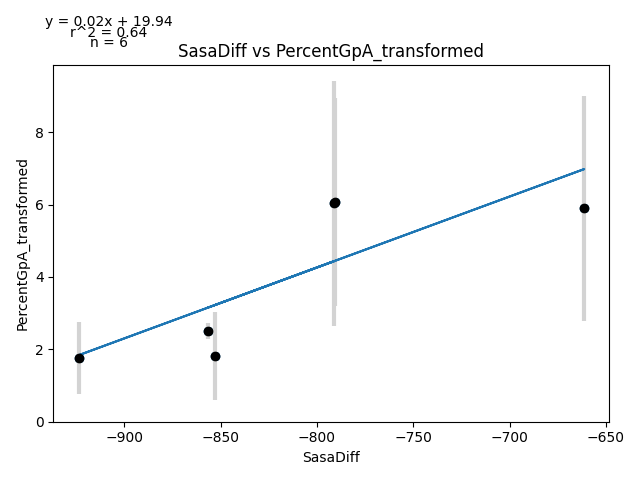 y = 0.02x + 19.94
r^2 = 0.64
n = 6
SasaDiff vs PercentGpA_transformed
PercentGpA_transformed
8
6
4
2
0
−900
−850
−800
−750
−700
−650
SasaDiff